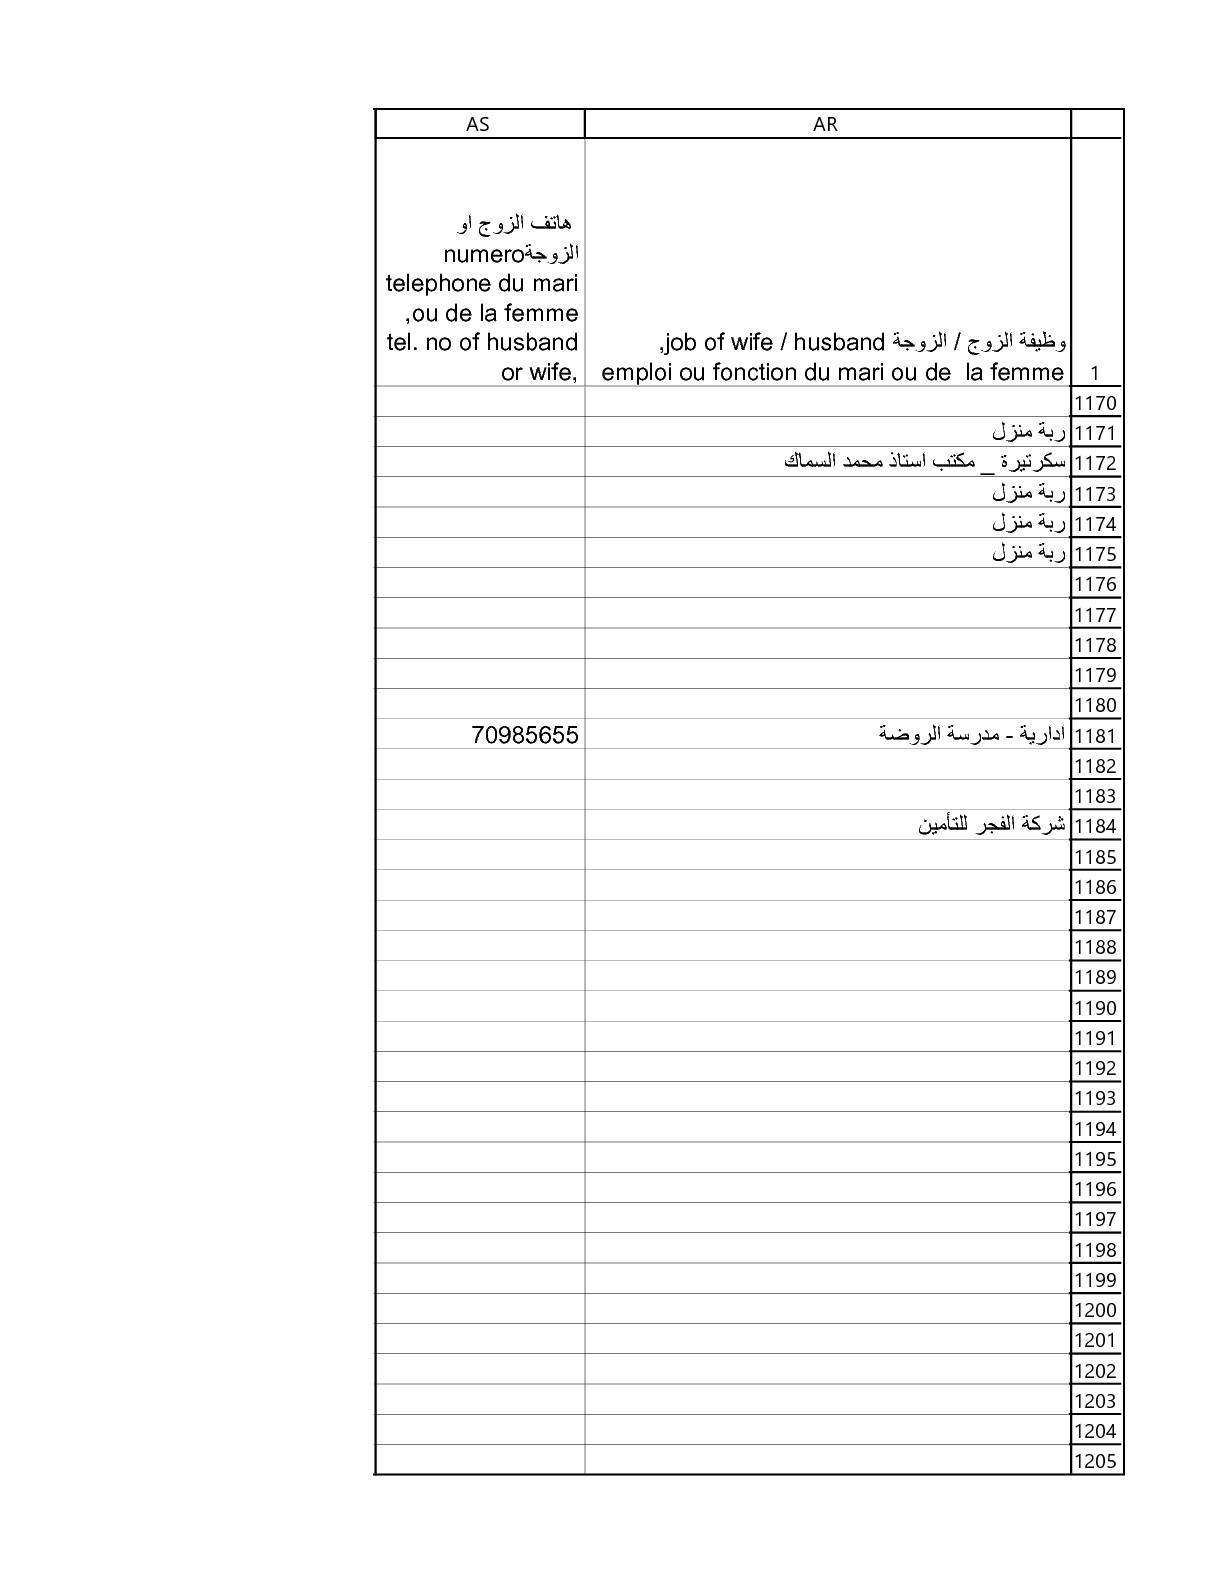 AR AS
وظيفة الزوج / الزوجة job of wife / husband,
emploi ou fonction du mari ou de  la femme
هاتف الزوج او
الزوجةnumero
telephone du mari
ou de la femme,
tel. no of husband
or wife,
1
1170
1171 ربة منزل
1172 سكرتيرة _ مكتب استاذ محمد السماك
1173 ربة منزل
1174 ربة منزل
1175 ربة منزل
1176
1177
1178
1179
1180
1181 ادارية - مدرسة الروضة 70985655
1182
1183
1184 شركة الفجر للتأمين
1185
1186
1187
1188
1189
1190
1191
1192
1193
1194
1195
1196
1197
1198
1199
1200
1201
1202
1203
1204
1205